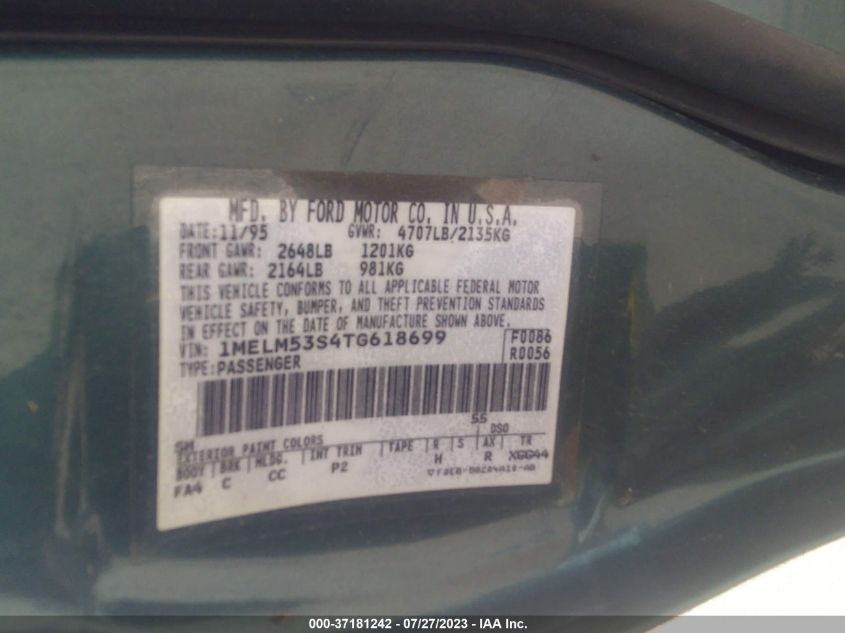 MFD. BY FORD MOTOR CO. IN U.S.A.
DATE: 11/95 GVWR: 4707LB/2135KG
FRONT GAWR: 2648LB 1201KG
REAR GAWR: 2164LB 981KG
THIS VEHICLE CONFORMS TO ALL APPLICABLE FEDERAL MOTOR
VEHICLE SAFETY, BUMPER, AND THEFT PREVENTION STANDARDS
IN EFFECT ON THE DATE OF MANUFACTURE SHOWN ABOVE.
VIN: 1MELM53S4TG618699 F0086
TYPE: PASSENGER R0056
SM 55
EXTERIOR PAINT COLORS DSO
BODY BRK MLDG. INT TRIM TAPE R S AX TR
FA4 C CC P2 H R XGG44
000-37181242 / 07/27/2023 - IAA Inc.